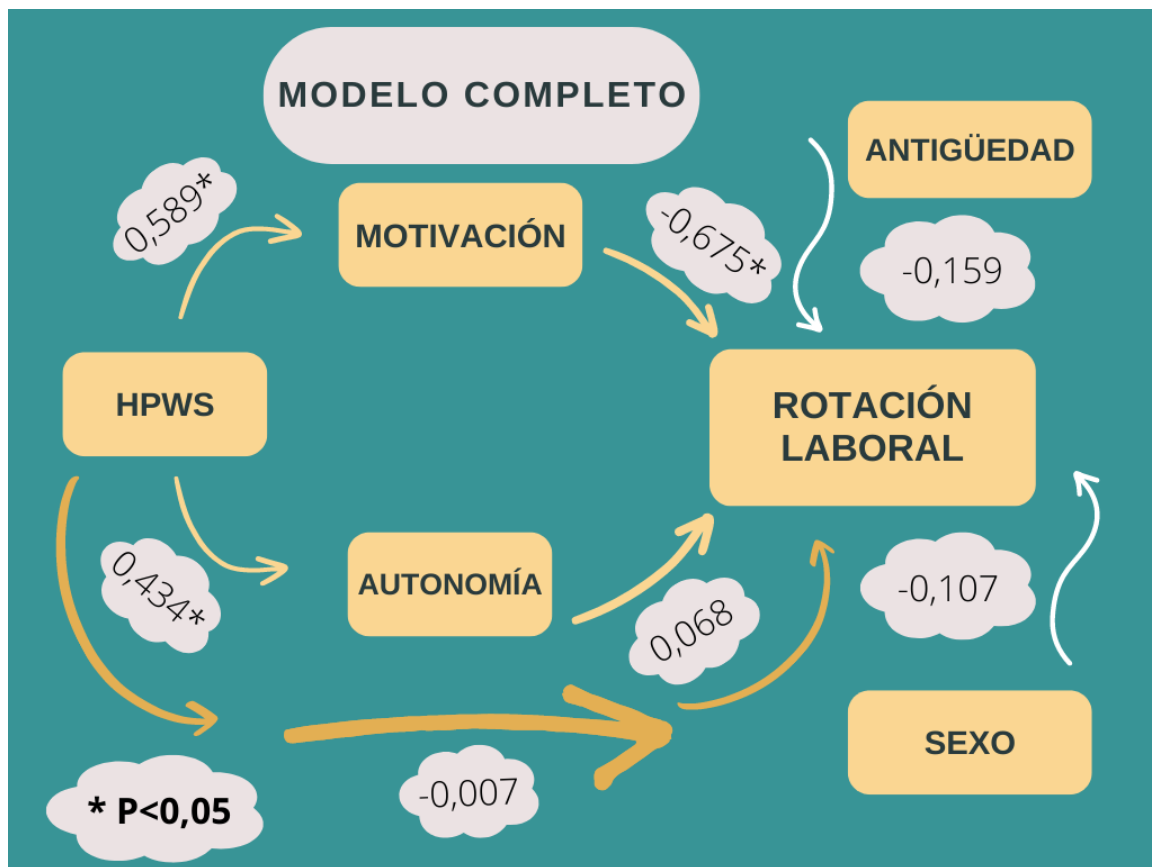 MODELO COMPLETO
ANTIGÜEDAD
0,589*
MOTIVACIÓN
-0,675*
-0,159
HPWS
ROTACIÓN
LABORAL
0,434*
AUTONOMÍA
0,068
-0,107
SEXO
-0,007
* P<0,05